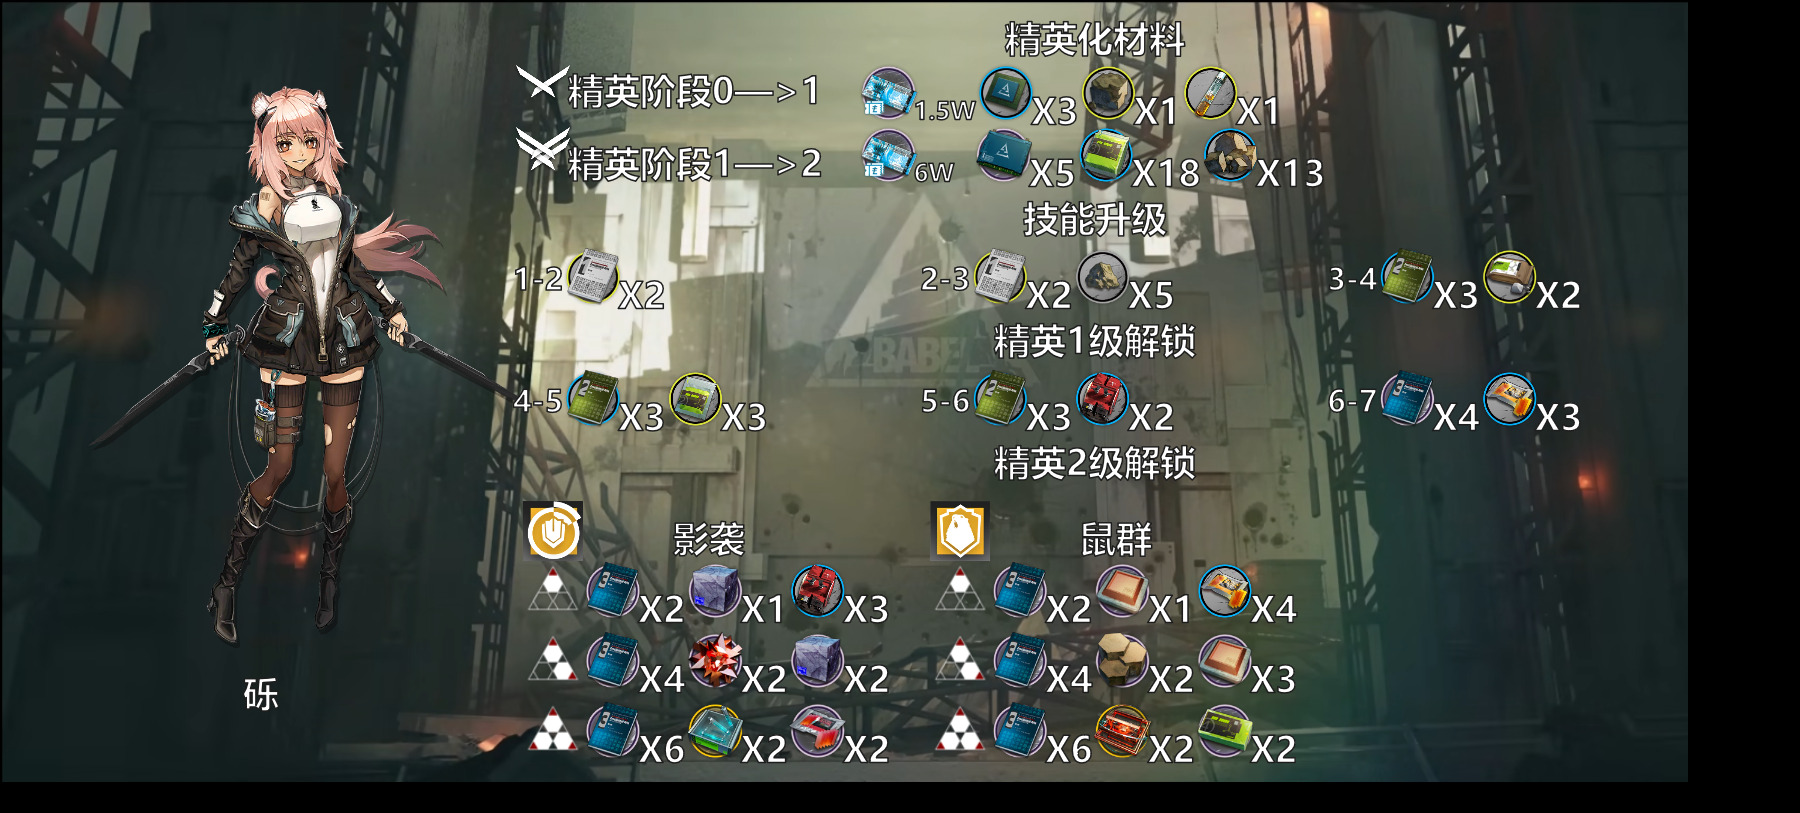 精英化材料
精英阶段0—>1 1.5W X3 X1 X1
精英阶段1—>2 6W X5 X18 X13
技能升级
1-2 X2 2-3 X2 X5 3-4 X3 X2
精英1级解锁
4-5 X3 X3 5-6 X3 X2 6-7 X4 X3
精英2级解锁
影袭 鼠群
X2 X1 X3 X2 X1 X4
X4 X2 X2 X4 X2 X3
X6 X2 X2 X6 X2 X2
砾
BABEL